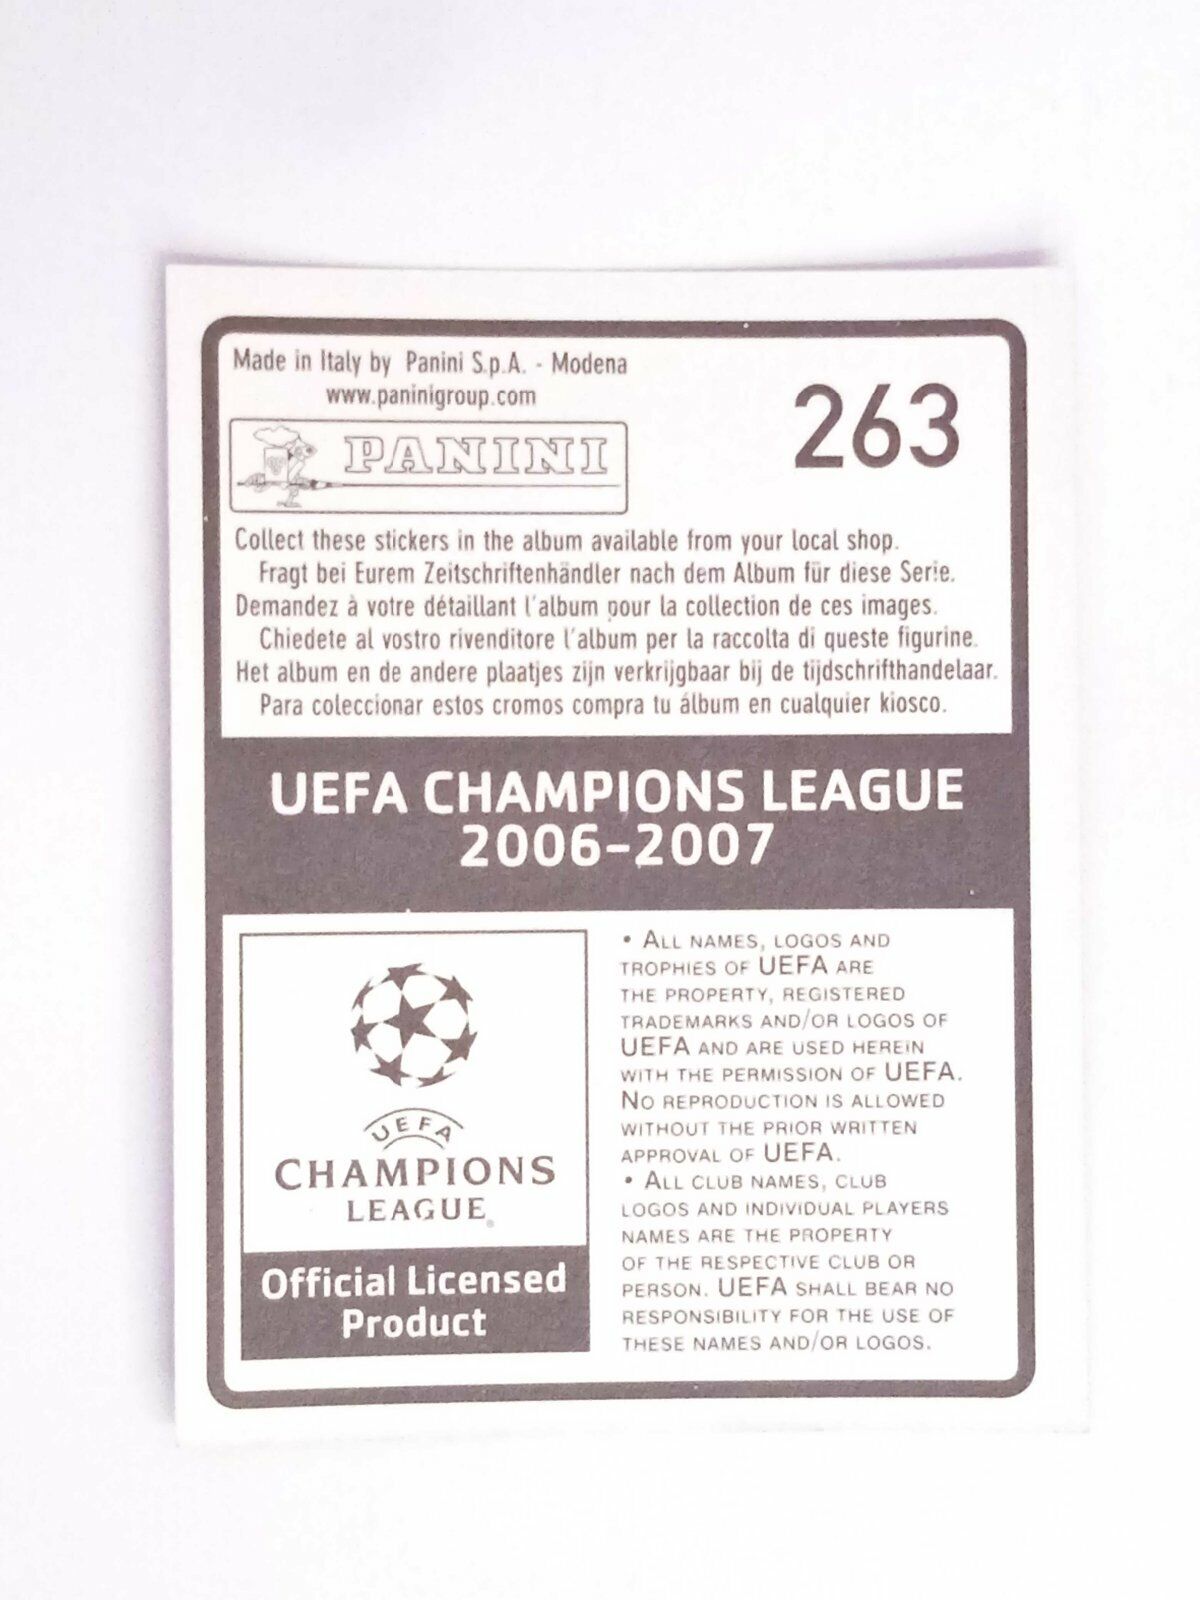 Made in Italy by Panini S.p.A. - Modena
www.paninigroup.com
263
PANINI
Collect these stickers in the album available from your local shop.
Fragt bei Eurem Zeitschriftenhändler nach dem Album für diese Serie.
Demandez à votre détaillant l'album pour la collection de ces images.
Chiedete al vostro rivenditore l'album per la raccolta di queste figurine.
Het album en de andere plaatjes zijn verkrijgbaar bij de tijdschrifthandelaar.
Para coleccionar estos cromos compra tu álbum en cualquier kiosco.
UEFA CHAMPIONS LEAGUE
2006-2007
UEFA
CHAMPIONS
LEAGUE®
Official Licensed
Product
• ALL NAMES, LOGOS AND
TROPHIES OF UEFA ARE
THE PROPERTY, REGISTERED
TRADEMARKS AND/OR LOGOS OF
UEFA AND ARE USED HEREIN
WITH THE PERMISSION OF UEFA.
NO REPRODUCTION IS ALLOWED
WITHOUT THE PRIOR WRITTEN
APPROVAL OF UEFA.
• ALL CLUB NAMES, CLUB
LOGOS AND INDIVIDUAL PLAYERS
NAMES ARE THE PROPERTY
OF THE RESPECTIVE CLUB OR
PERSON. UEFA SHALL BEAR NO
RESPONSIBILITY FOR THE USE OF
THESE NAMES AND/OR LOGOS.